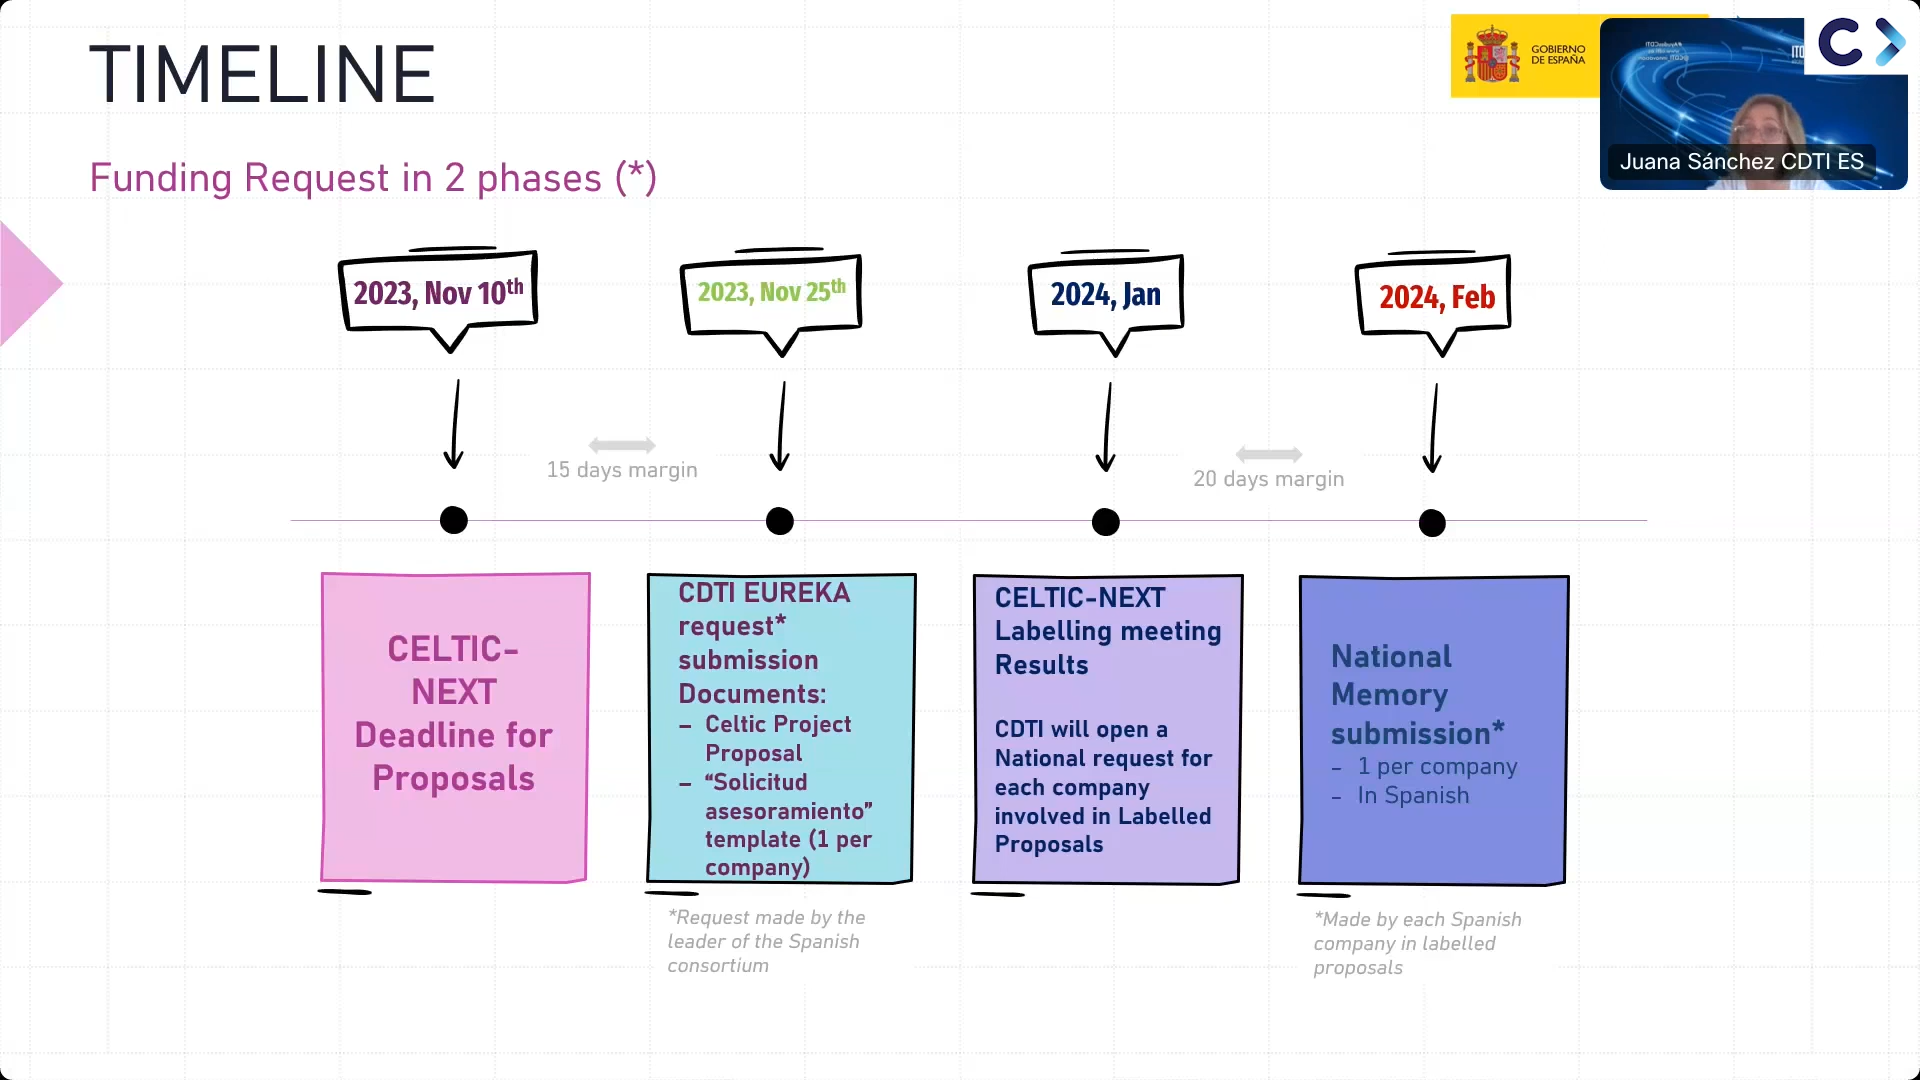 TIMELINE
GOBIERNO
DE ESPAÑA
Juana Sánchez CDTI ES
Funding Request in 2 phases (*)
2023, Nov 10th
2023, Nov 25th
2024, Jan
2024, Feb
15 days margin
20 days margin
CELTIC-
NEXT
Deadline for
Proposals
CDTI EUREKA
request*
submission
Documents:
– Celtic Project
Proposal
– “Solicitud
asesoramiento”
template (1 per
company)
CELTIC-NEXT
Labelling meeting
Results
CDTI will open a
National request for
each company
involved in Labelled
Proposals
National
Memory
submission*
- 1 per company
- In Spanish
*Request made by the
leader of the Spanish
consortium
*Made by each Spanish
company in labelled
proposals